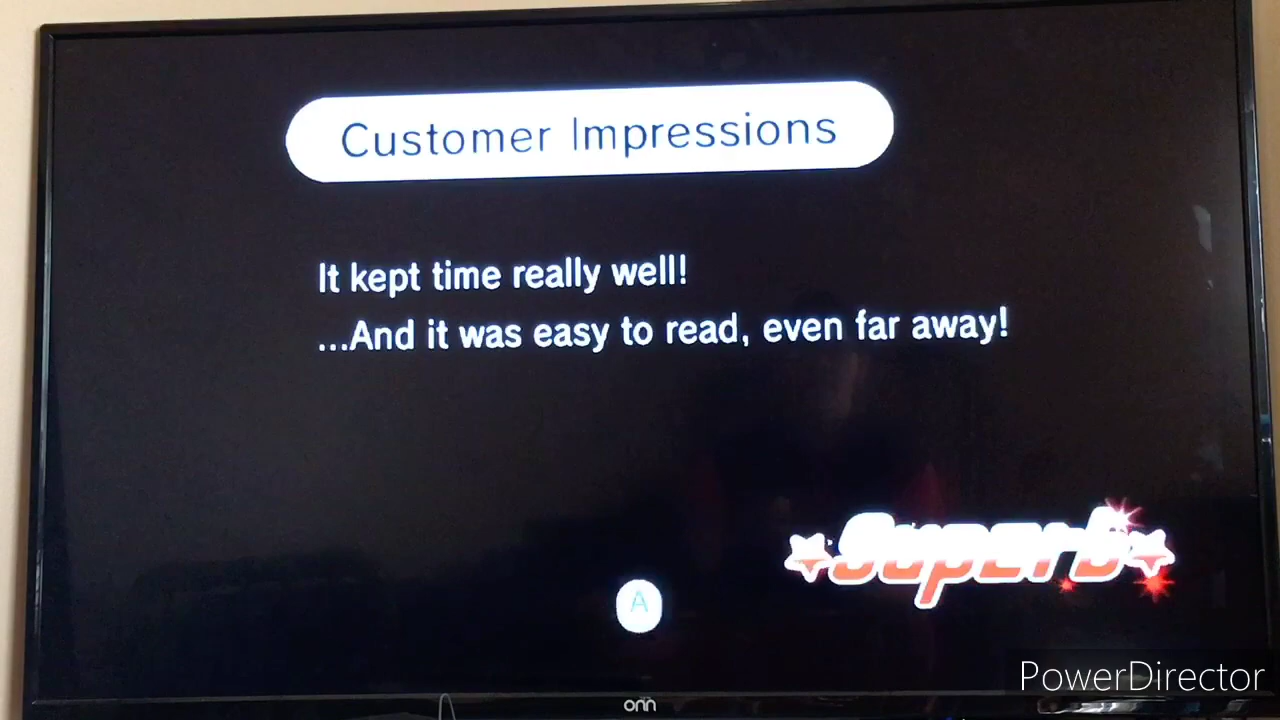 Customer Impressions
It kept time really well!
...And it was easy to read, even far away!
Superb
A
PowerDirector
onn